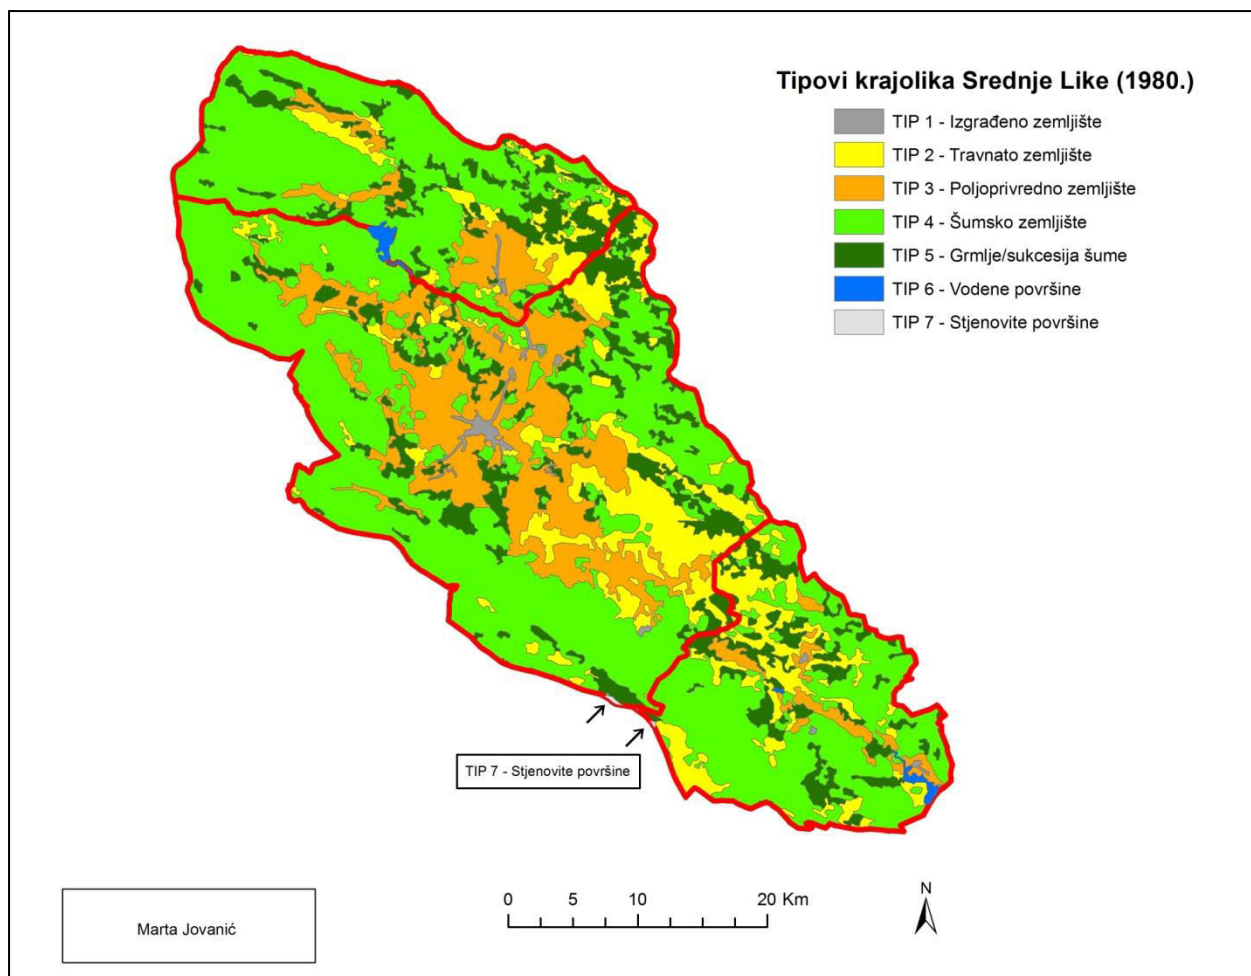 Tipovi krajolika Srednje Like (1980.)
TIP 1 - Izgrađeno zemljište
TIP 2 - Travnato zemljište
TIP 3 - Poljoprivredno zemljište
TIP 4 - Šumsko zemljište
TIP 5 - Grmlje/sukcesija šume
TIP 6 - Vodene površine
TIP 7 - Stjenovite površine
TIP 7 - Stjenovite površine
Marta Jovanić
0 5 10 20 Km
N